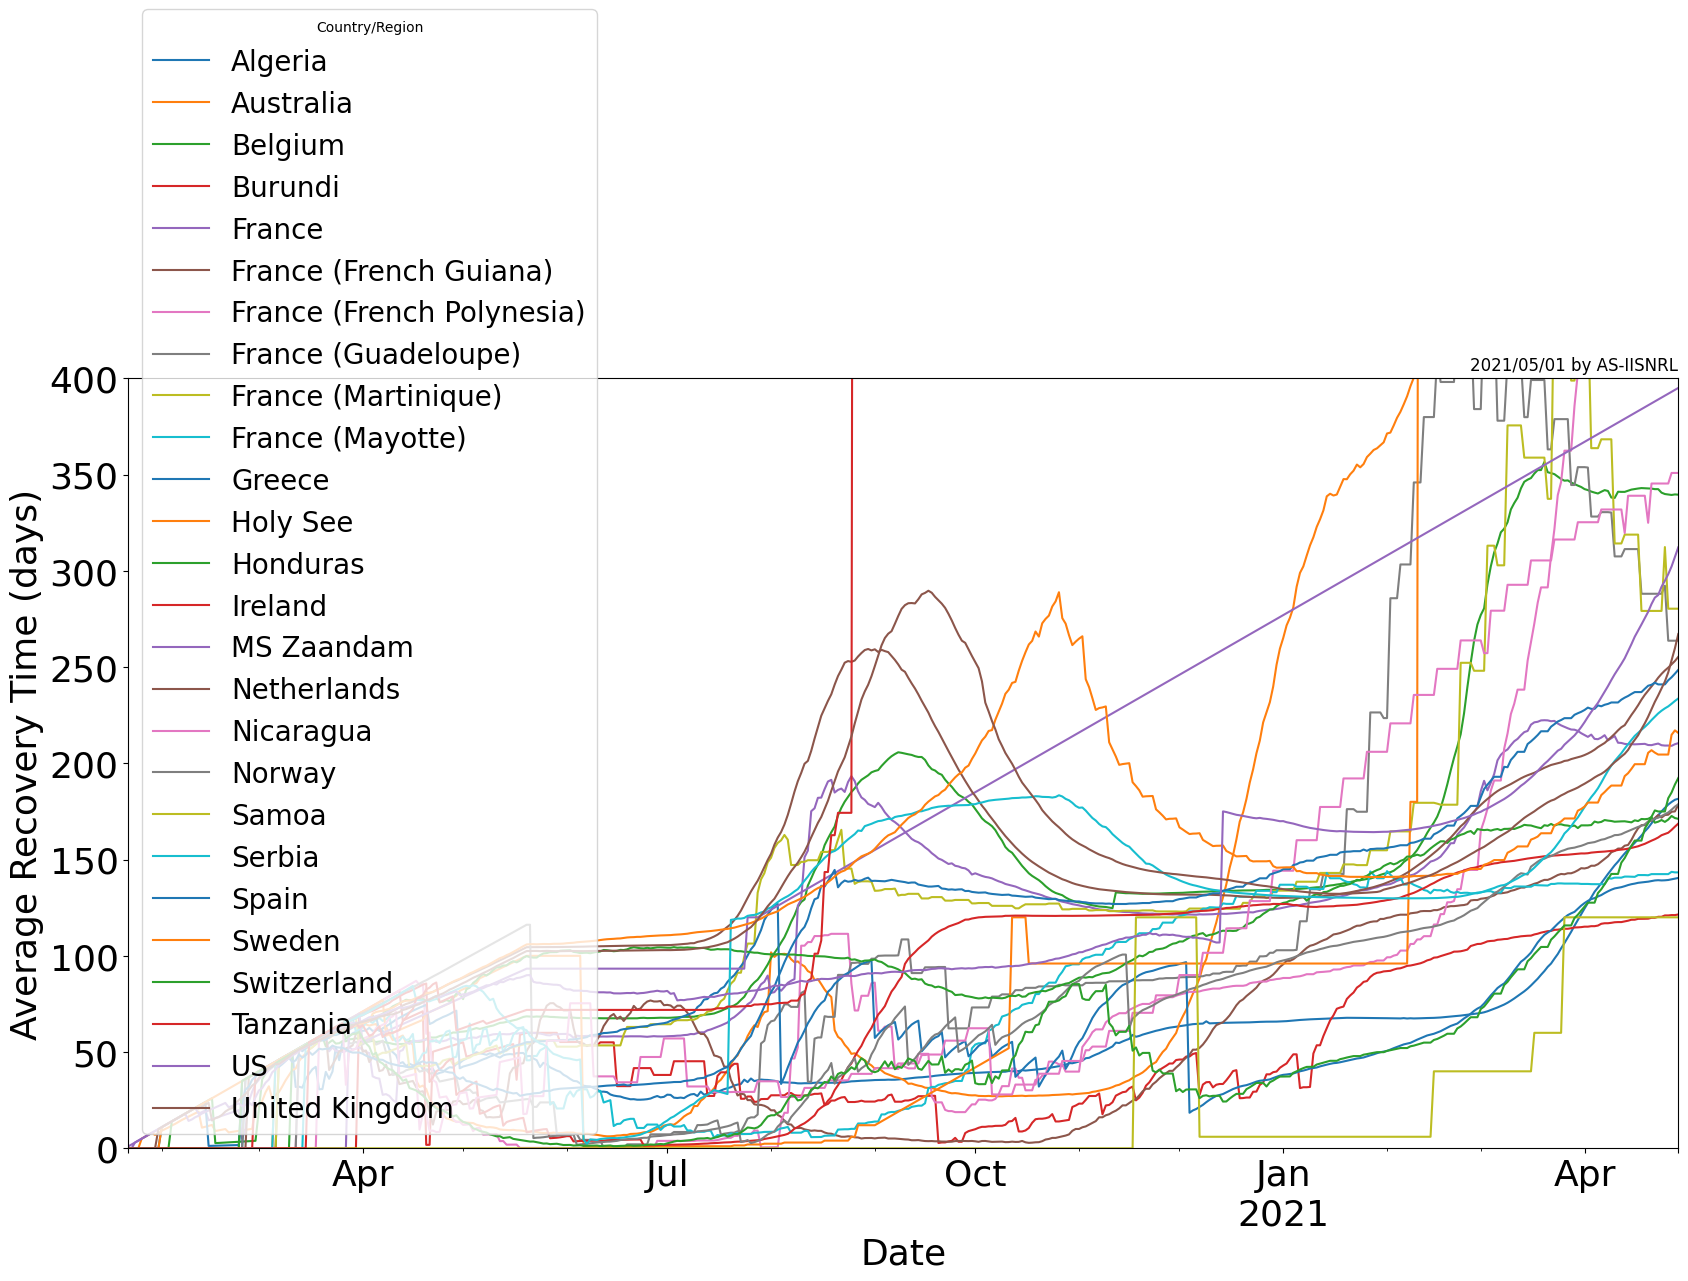 Country/Region
Algeria
Australia
Belgium
Burundi
France
France (French Guiana)
France (French Polynesia)
France (Guadeloupe)
France (Martinique)
France (Mayotte)
Greece
Holy See
Honduras
Ireland
MS Zaandam
Netherlands
Nicaragua
Norway
Samoa
Serbia
Spain
Sweden
Switzerland
Tanzania
US
United Kingdom
2021/05/01 by AS-IISNRL
400
350
300
250
200
150
100
50
0
Average Recovery Time (days)
Apr Jul Oct Jan Apr
2021
Date